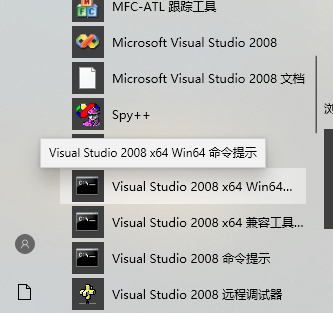 MFC-ATL 跟踪工具
Microsoft Visual Studio 2008
Microsoft Visual Studio 2008 文档
Spy++
Visual Studio 2008 x64 Win64 命令提示
Visual Studio 2008 x64 Win64...
Visual Studio 2008 x64 兼容工具...
Visual Studio 2008 命令提示
Visual Studio 2008 远程调试器